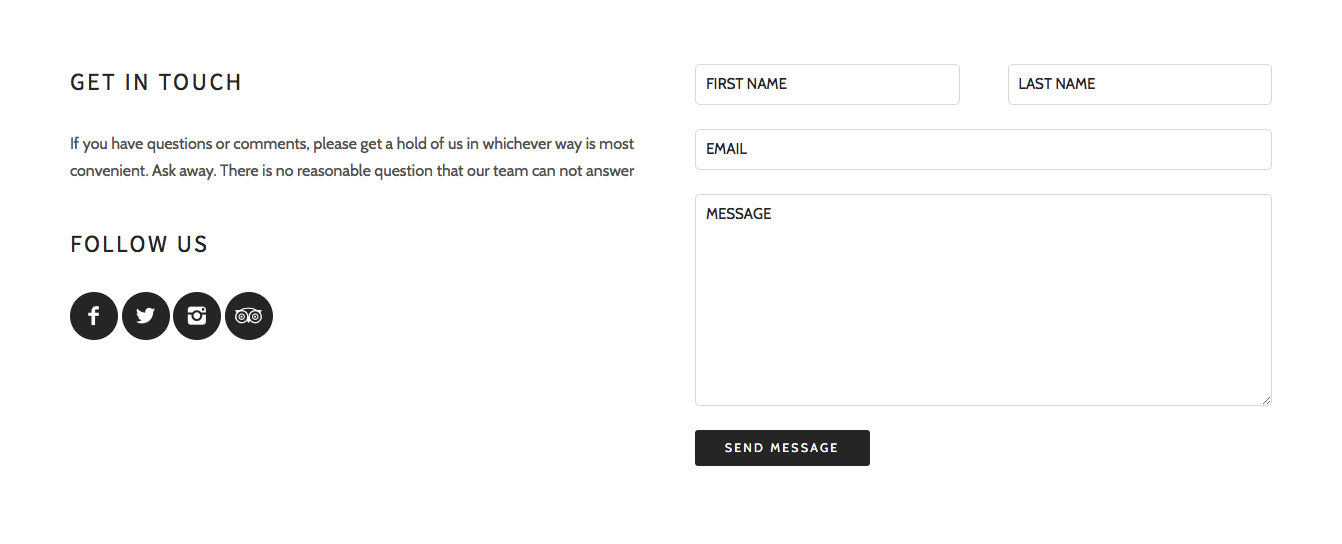 GET IN TOUCH
If you have questions or comments, please get a hold of us in whichever way is most
convenient. Ask away. There is no reasonable question that our team can not answer
FOLLOW US
FIRST NAME
LAST NAME
EMAIL
MESSAGE
SEND MESSAGE